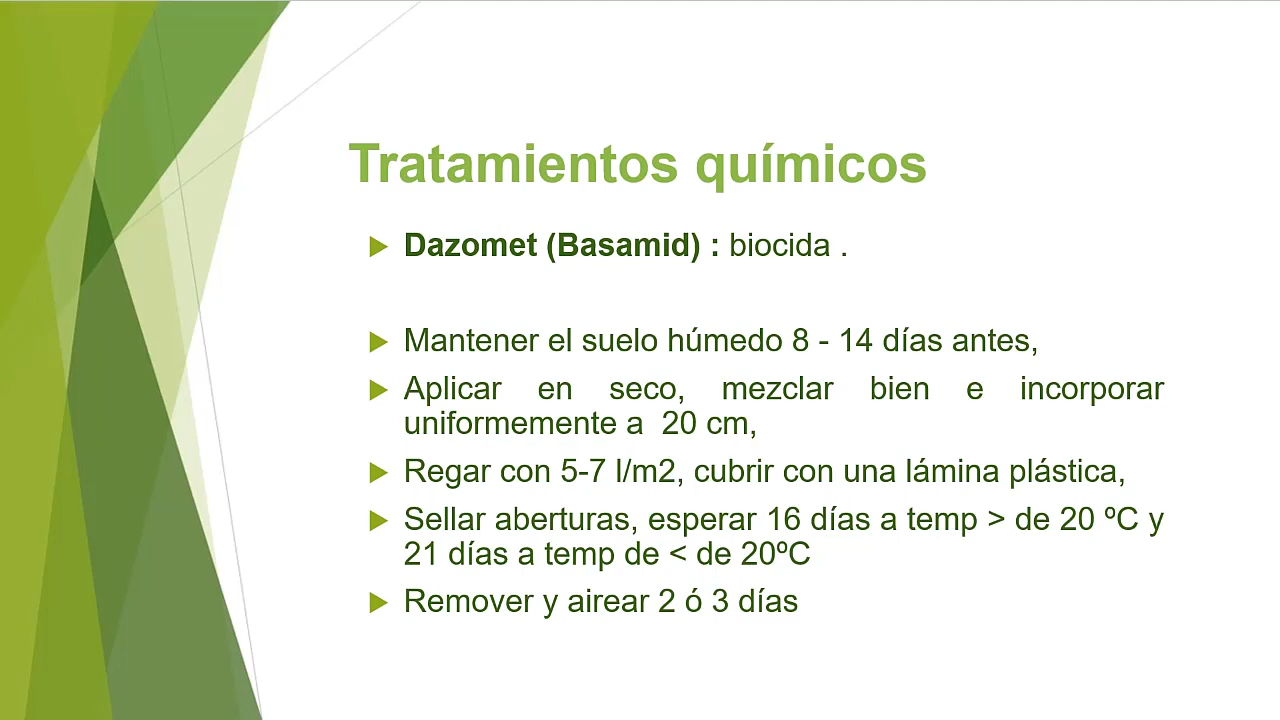 Tratamientos químicos
Dazomet (Basamid) : biocida .
Mantener el suelo húmedo 8 - 14 días antes,
Aplicar en seco, mezclar bien e incorporar
uniformemente a  20 cm,
Regar con 5-7 l/m2, cubrir con una lámina plástica,
Sellar aberturas, esperar 16 días a temp > de 20 ºC y
21 días a temp de < de 20ºC
Remover y airear 2 ó 3 días